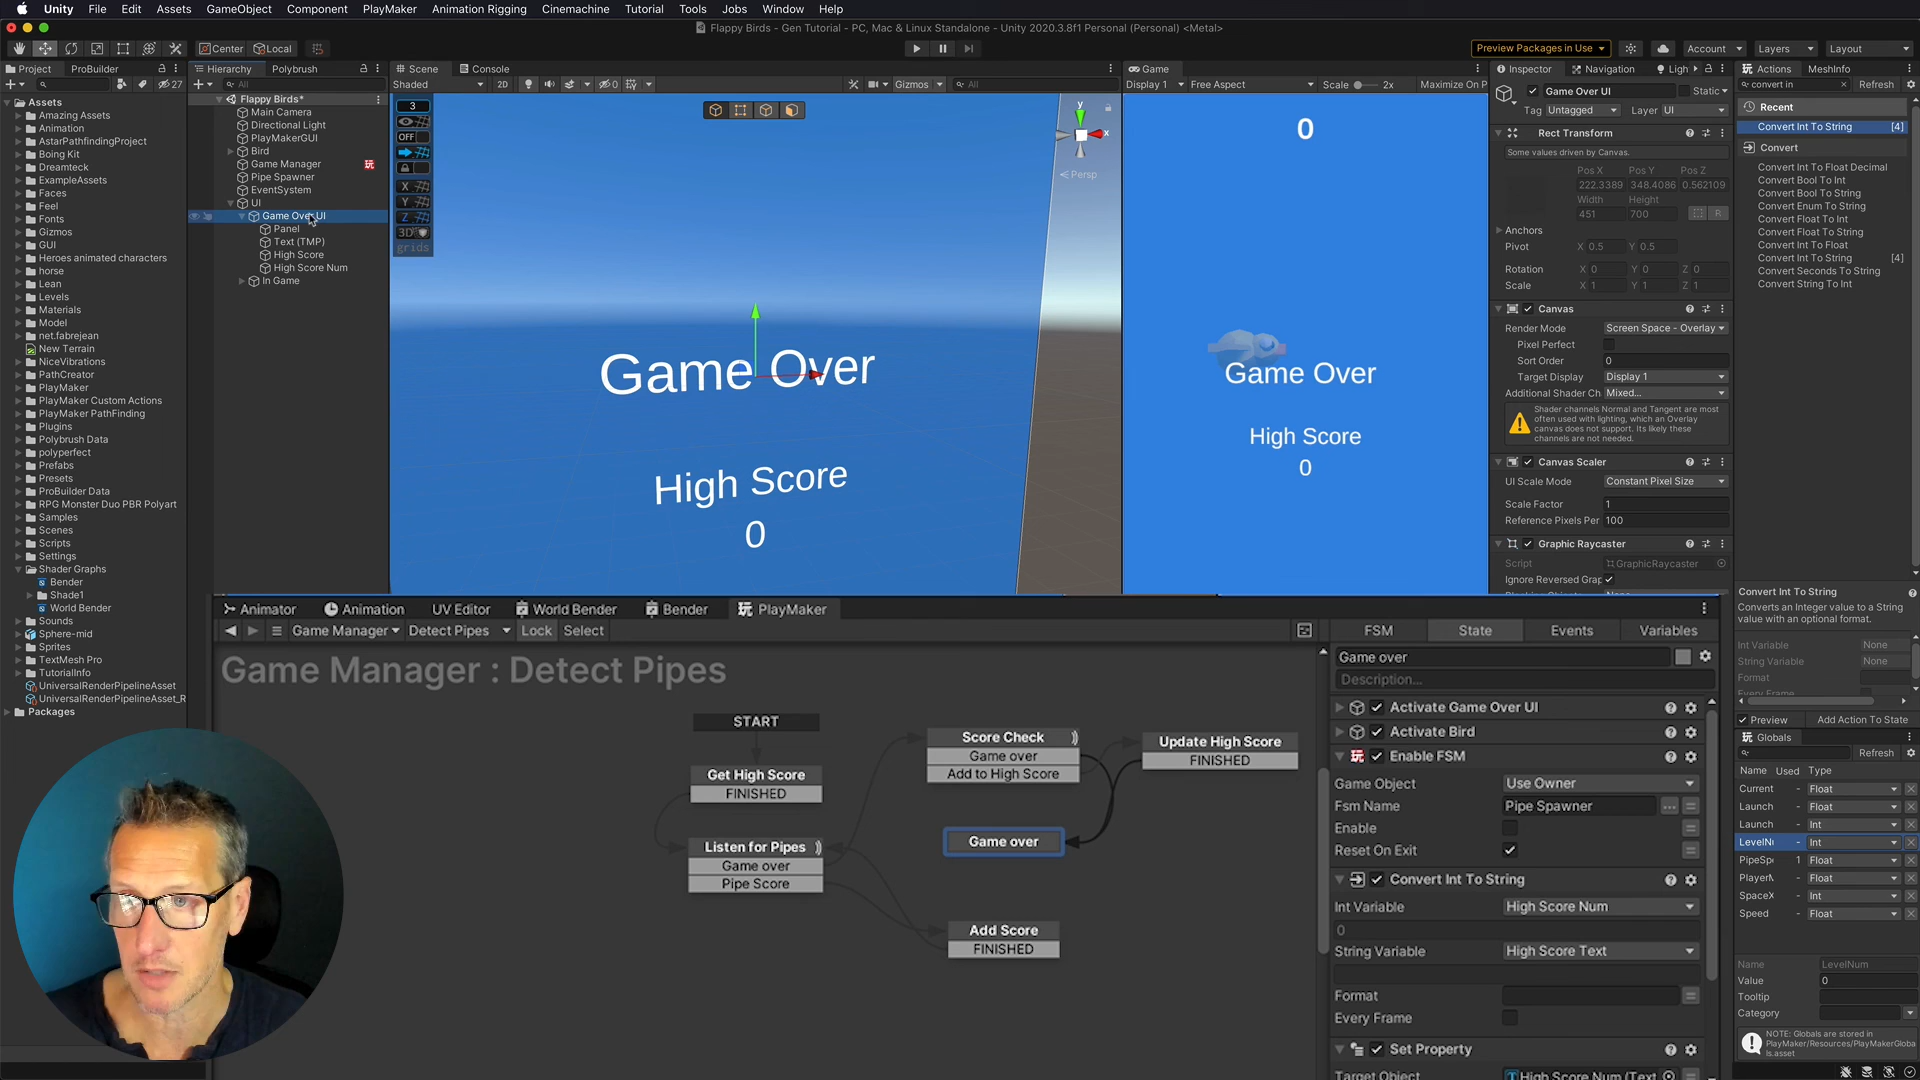 Unity File Edit Assets GameObject Component PlayMaker Animation Rigging Cinemachine Tutorial Tools Jobs Window Help
Flappy Birds - Gen Tutorial - PC, Mac & Linux Standalone - Unity 2020.3.8f1 Personal (Personal) <Metal>
Center Local Preview Packages in Use Account Layers Layout
Project ProBuilder
27
Assets
Amazing Assets
Animation
AstarPathfindingProject
Boing Kit
Dreamteck
ExampleAssets
Faces
Feel
Fonts
Gizmos
GUI
Heroes animated characters
horse
Lean
Levels
Materials
Model
net.fabrejean
New Terrain
NiceVibrations
PathCreator
PlayMaker
PlayMaker Custom Actions
PlayMaker PathFinding
Plugins
Polybrush Data
polyperfect
Prefabs
Presets
ProBuilder Data
RPG Monster Duo PBR Polyart
Samples
Scenes
Scripts
Settings
Shader Graphs
Bender
Shade1
World Bender
Sounds
Sphere-mid
Sprites
TextMesh Pro
TutorialInfo
UniversalRenderPipelineAsset
UniversalRenderPipelineAsset_R
Packages
Hierarchy Polybrush
All
Flappy Birds*
Main Camera
Directional Light
PlayMakerGUI
Bird
Game Manager
Pipe Spawner
EventSystem
UI
Game Over UI
Panel
Text (TMP)
High Score
High Score Num
In Game
Scene Console
Shaded 2D 0 Gizmos All
3
OFF
X
Y
Z
3D
grids
y
x
Persp
Game Over
High Score
0
Game
Display 1 Free Aspect Scale 2x Maximize On P
0
Game Over
High Score
0
Inspector Navigation Ligh
Game Over UI Static
Tag Untagged Layer UI
Rect Transform
Some values driven by Canvas.
Pos X Pos Y Pos Z
222.3389 348.4086 0.562109
Width Height
451 700 R
Anchors
Pivot X 0.5 Y 0.5
Rotation X 0 Y 0 Z 0
Scale X 1 Y 1 Z 1
Canvas
Render Mode Screen Space - Overlay
Pixel Perfect
Sort Order 0
Target Display Display 1
Additional Shader Ch Mixed...
Shader channels Normal and Tangent are most
often used with lighting, which an Overlay
canvas does not support. Its likely these
channels are not needed.
Canvas Scaler
UI Scale Mode Constant Pixel Size
Scale Factor 1
Reference Pixels Per 100
Graphic Raycaster
Script GraphicRaycaster
Ignore Reversed Grap
Actions MeshInfo
convert in Refresh
Recent
Convert Int To String [4]
Convert
Convert Int To Float Decimal
Convert Bool To Int
Convert Bool To String
Convert Enum To String
Convert Float To Int
Convert Float To String
Convert Int To Float
Convert Int To String [4]
Convert Seconds To String
Convert String To Int
Convert Int To String
Converts an Integer value to a String
value with an optional format.
Int Variable None
String Variable None
Format
Every Frame
Preview Add Action To State
Globals
Refresh
Name Used Type
Current - Float
Launch - Float
Launch - Int
LevelNu - Int
PipeSp 1 Float
Player - Float
SpaceX - Int
Speed - Float
Name LevelNum
Value 0
Tooltip
Category
NOTE: Globals are stored in
PlayMaker/Resources/PlayMakerGloba
ls.asset
Animator Animation UV Editor World Bender Bender PlayMaker
Game Manager Detect Pipes Lock Select
Game Manager : Detect Pipes
START
Get High Score
FINISHED
Listen for Pipes
Game over
Pipe Score
Score Check
Game over
Add to High Score
Update High Score
FINISHED
Game over
Add Score
FINISHED
FSM State Events Variables
Game over
Description...
Activate Game Over UI
Activate Bird
Enable FSM
Game Object Use Owner
Fsm Name Pipe Spawner
Enable
Reset On Exit
Convert Int To String
Int Variable High Score Num
0
String Variable High Score Text
Format
Every Frame
Set Property
Target Object High Score Num (Text